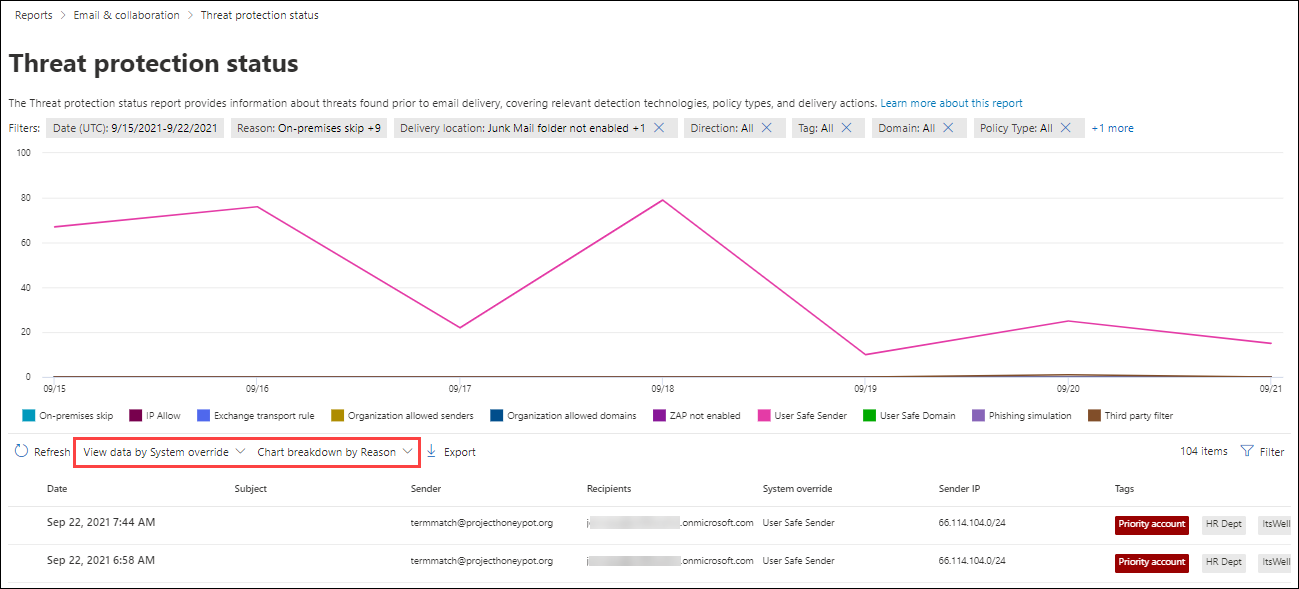 Reports > Email & collaboration > Threat protection status
Threat protection status
The Threat protection status report provides information about threats found prior to email delivery, covering relevant detection technologies, policy types, and delivery actions. Learn more about this report
Filters: Date (UTC): 9/15/2021-9/22/2021 Reason: On-premises skip +9 Delivery location: Junk Mail folder not enabled +1 Direction: All Tag: All Domain: All Policy Type: All +1 more
100
80
60
40
20
0
09/15 09/16 09/17 09/18 09/19 09/20 09/21
On-premises skip IP Allow Exchange transport rule Organization allowed senders Organization allowed domains ZAP not enabled User Safe Sender User Safe Domain Phishing simulation Third party filter
Refresh View data by System override Chart breakdown by Reason Export 104 items Filter
Date Subject Sender Recipients System override Sender IP Tags
Sep 22, 2021 7:44 AM termmatch@projecthoneypot.org .onmicrosoft.com User Safe Sender 66.114.104.0/24 Priority account HR Dept ItsWell
Sep 22, 2021 6:58 AM termmatch@projecthoneypot.org .onmicrosoft.com User Safe Sender 66.114.104.0/24 Priority account HR Dept ItsWell